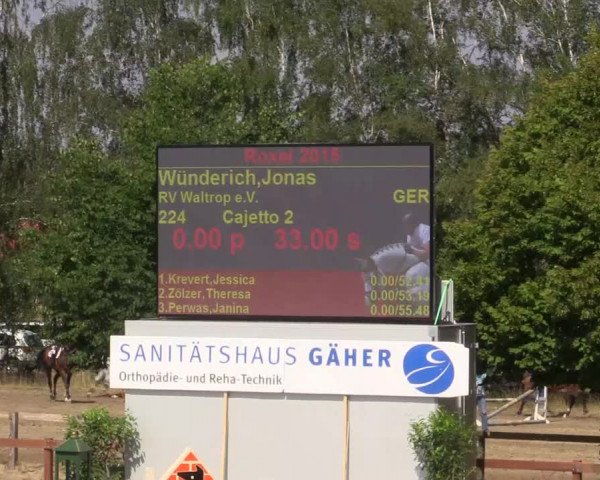 Roxel 2015
Wünderich,Jonas
RV Waltrop e.V. GER
224 Cajetto 2
0.00 p 33.00 s
1.Krevert,Jessica 0.00/52.41
2.Zölzer,Theresa 0.00/53.19
3.Perwas,Janina 0.00/55.48
SANITÄTSHAUS GÄHER
Orthopädie- und Reha-Technik